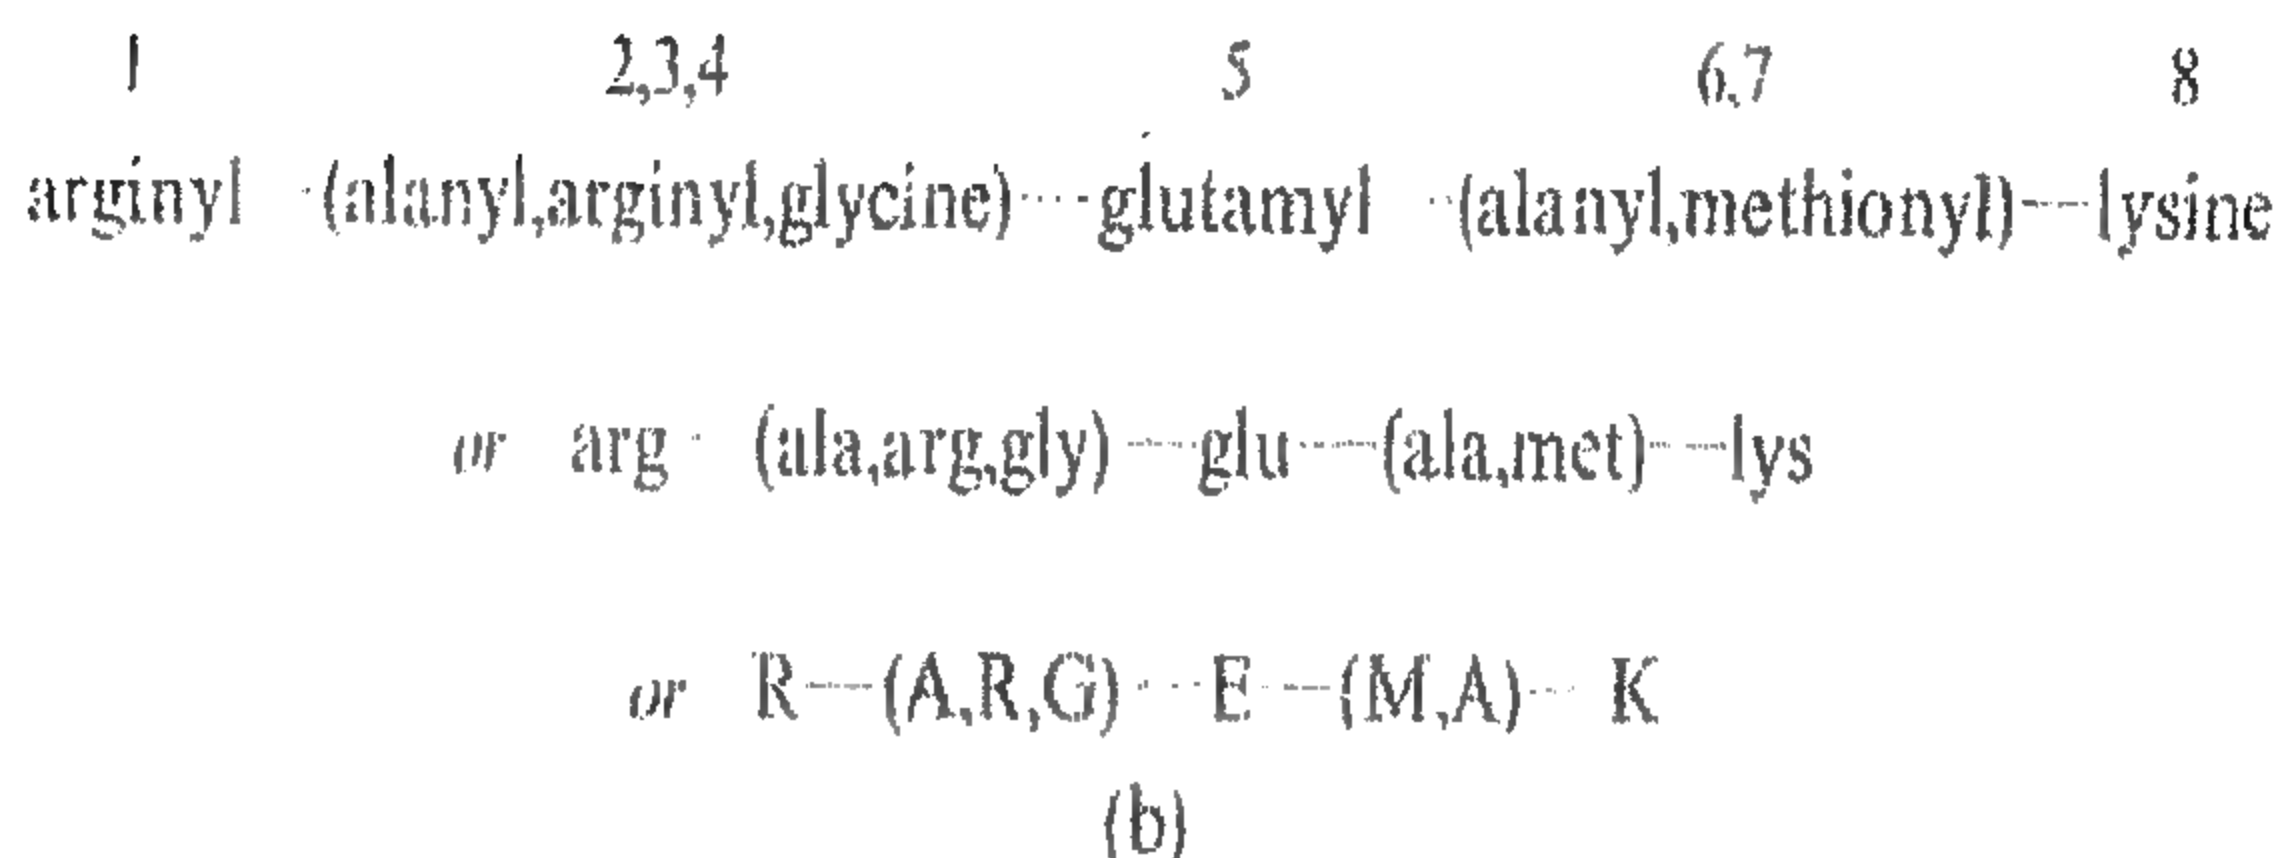 1 2,3,4 5 6,7 8
arginyl (alanyl,arginyl,glycine)---glutamyl (alanyl,methionyl)---lysine
or arg (ala,arg,gly)---glu---(ala,met)---lys
or R---(A,R,G)---E---(M,A)---K
(b)